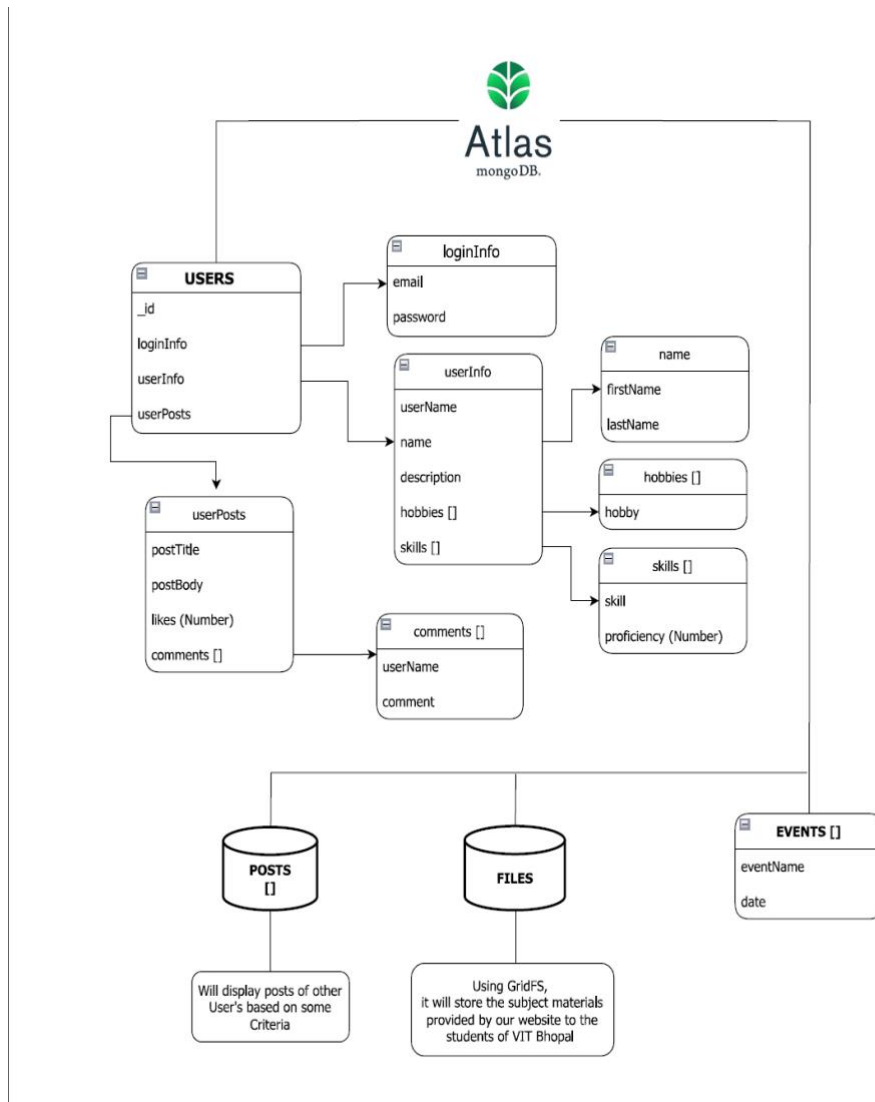 Atlas
mongoDB.
USERS
_id
loginInfo
userInfo
userPosts
loginInfo
email
password
userInfo
userName
name
description
hobbies []
skills []
name
firstName
lastName
hobbies []
hobby
skills []
skill
proficiency (Number)
userPosts
postTitle
postBody
likes (Number)
comments []
comments []
userName
comment
POSTS
[]
FILES
EVENTS []
eventName
date
Will display posts of other
User's based on some
Criteria
Using GridFS,
it will store the subject materials
provided by our website to the
students of VIT Bhopal